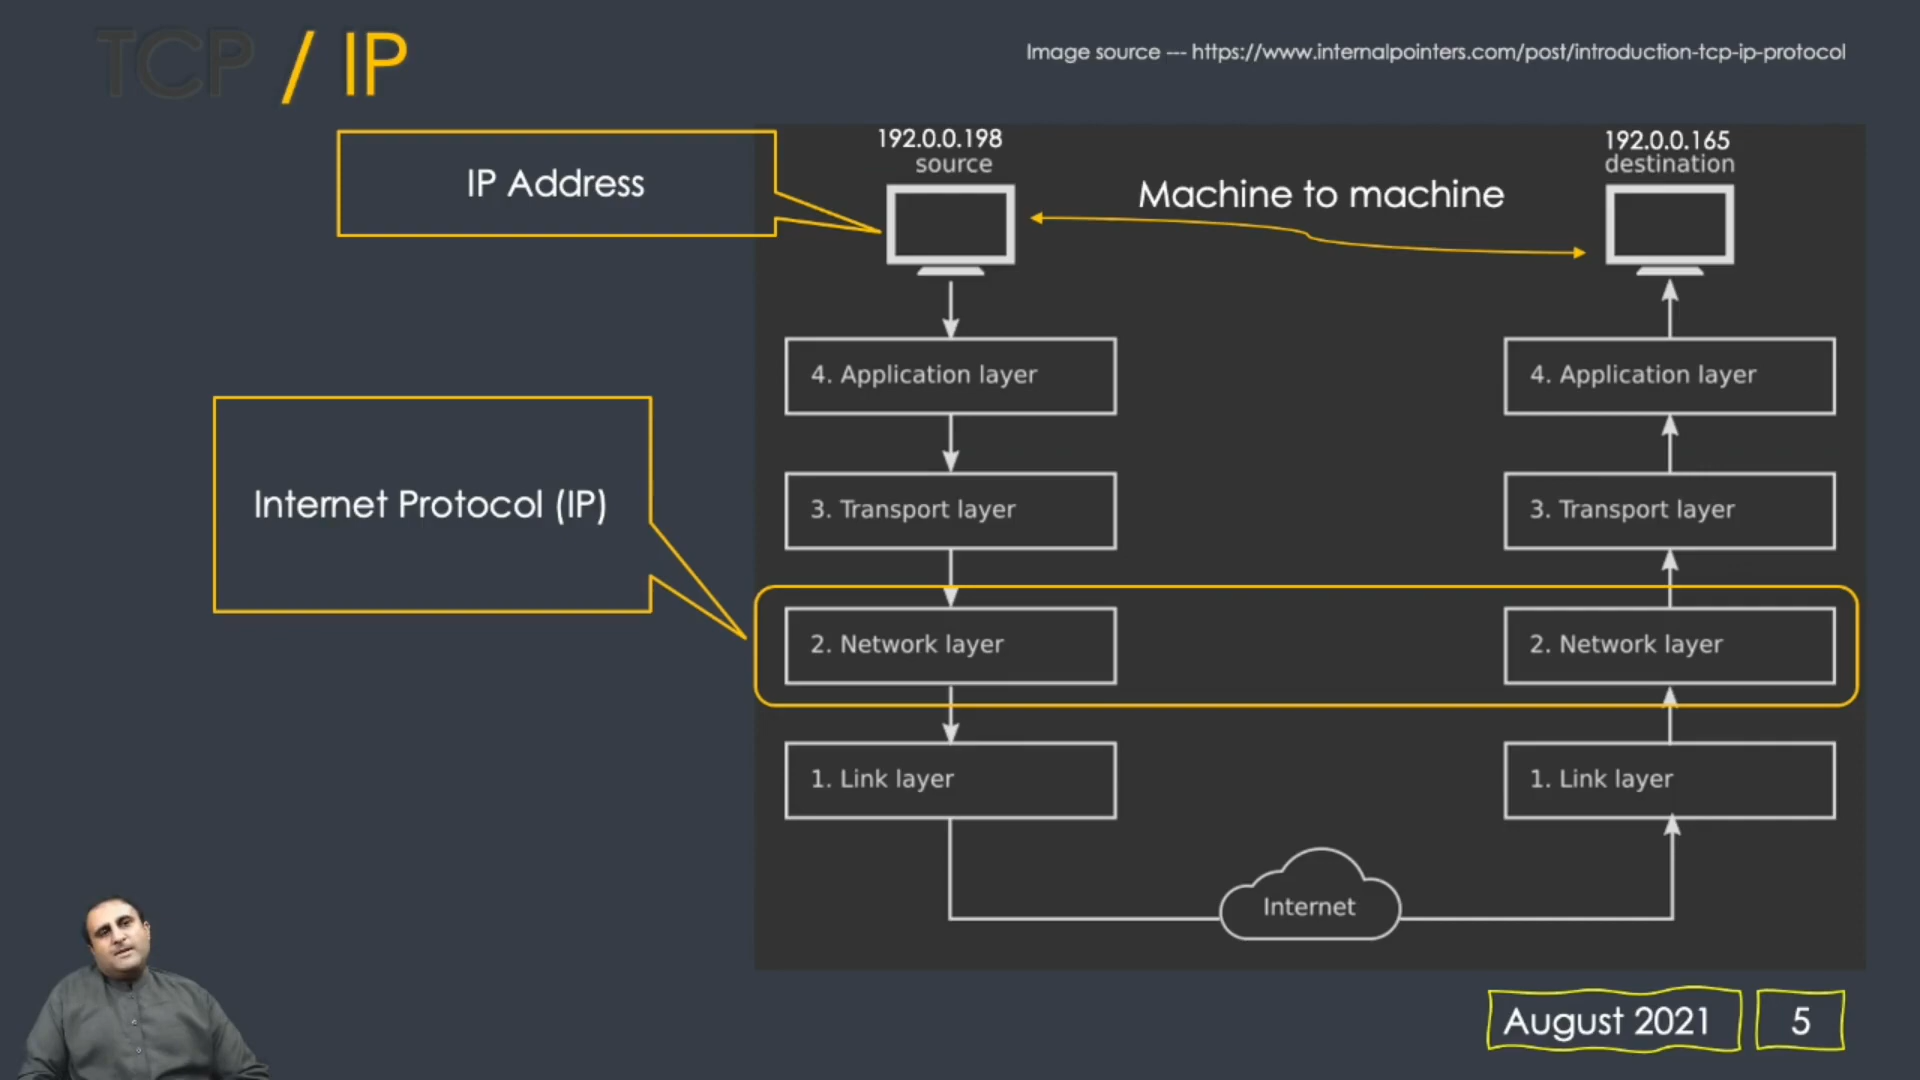 TCP / IP
Image source --- https://www.internalpointers.com/post/introduction-tcp-ip-protocol
IP Address
192.0.0.198
source
Machine to machine
192.0.0.165
destination
4. Application layer
4. Application layer
Internet Protocol (IP)
3. Transport layer
3. Transport layer
2. Network layer
2. Network layer
1. Link layer
1. Link layer
Internet
August 2021
5